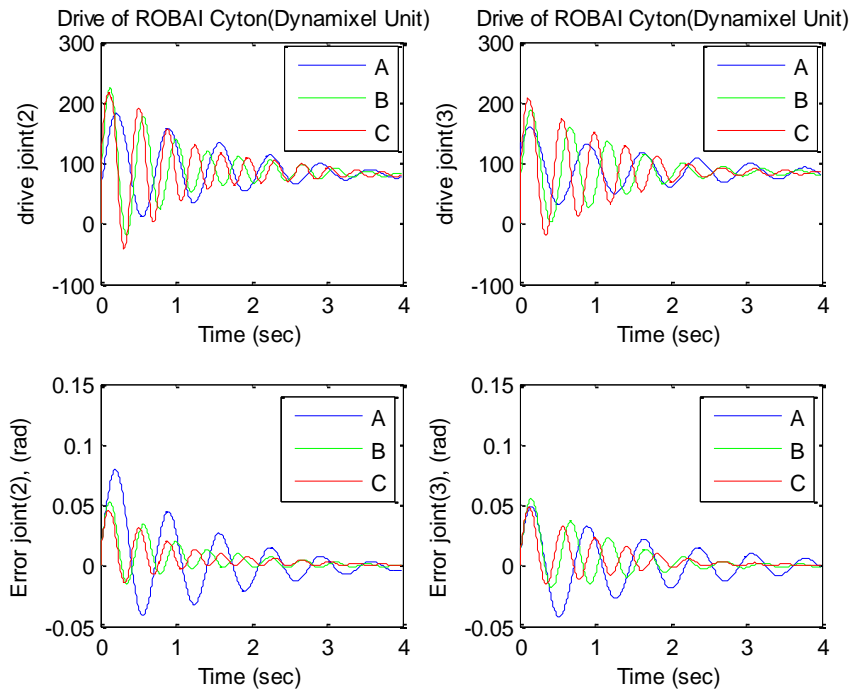 Drive of ROBAI Cyton(Dynamixel Unit)
300
200
100
0
-100
drive joint(2)
A
B
C
0
1
2
3
4
Time (sec)
Drive of ROBAI Cyton(Dynamixel Unit)
300
200
100
0
-100
drive joint(3)
A
B
C
0
1
2
3
4
Time (sec)
0.15
0.1
0.05
0
-0.05
Error joint(2), (rad)
A
B
C
0
1
2
3
4
Time (sec)
0.15
0.1
0.05
0
-0.05
Error joint(3), (rad)
A
B
C
0
1
2
3
4
Time (sec)